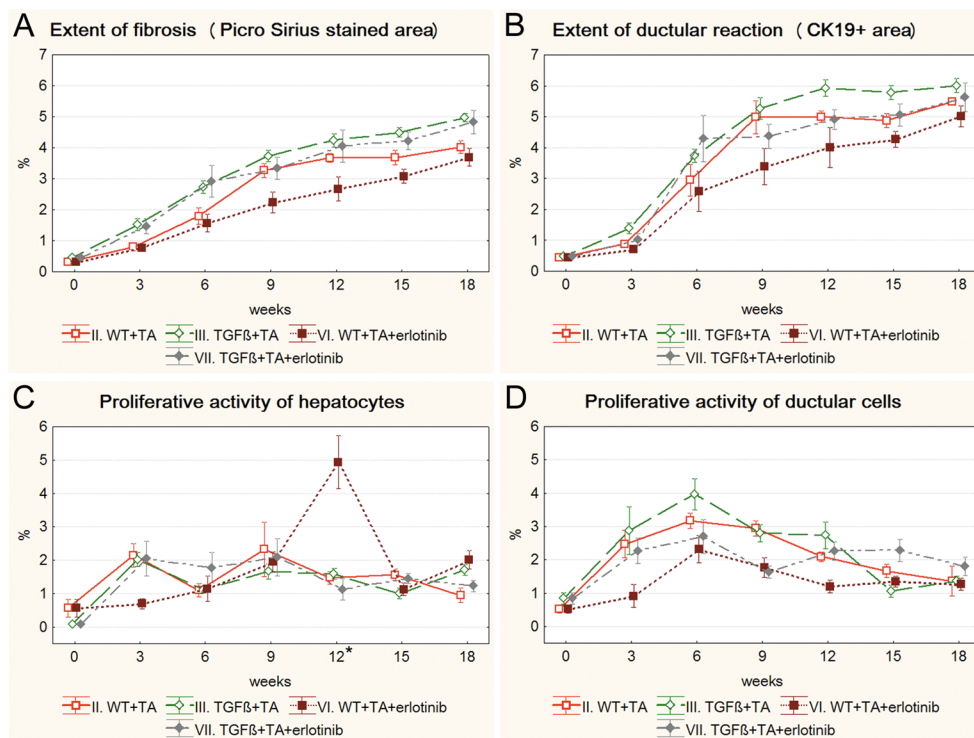 A Extent of fibrosis ( Picro Sirius stained area)
7
6
5
4
3
2
1
0
%
0 3 6 9 12 15 18
weeks
II. WT+TA III. TGFß+TA VI. WT+TA+erlotinib
VII. TGFß+TA+erlotinib
B Extent of ductular reaction ( CK19+ area)
7
6
5
4
3
2
1
0
%
0 3 6 9 12 15 18
weeks
II. WT+TA III. TGFß+TA VI. WT+TA+erlotinib
VII. TGFß+TA+erlotinib
C Proliferative activity of hepatocytes
6
5
4
3
2
1
0
%
0 3 6 9 12* 15 18
weeks
II. WT+TA III. TGFß+TA VI. WT+TA+erlotinib
VII. TGFß+TA+erlotinib
D Proliferative activity of ductular cells
6
5
4
3
2
1
0
%
0 3 6 9 12 15 18
weeks
II. WT+TA III. TGFß+TA VI. WT+TA+erlotinib
VII. TGFß+TA+erlotinib